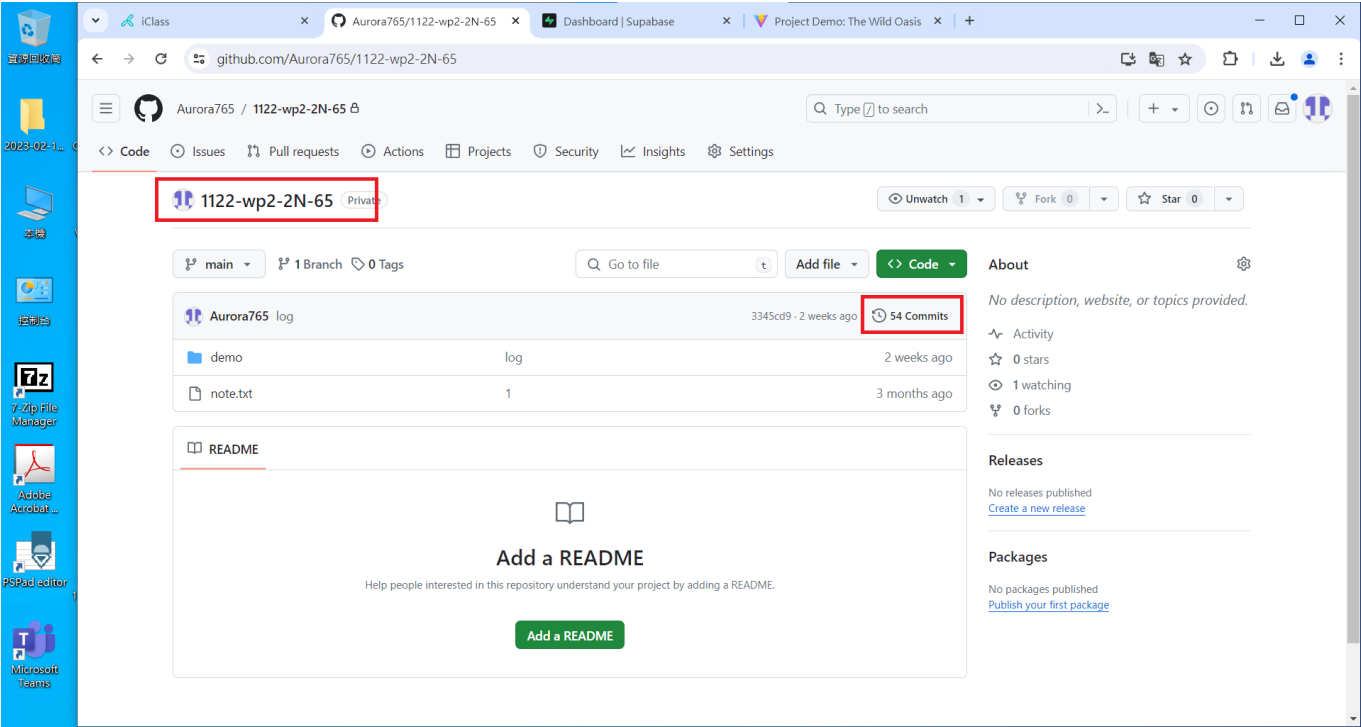 iClass
Aurora765/1122-wp2-2N-65
Dashboard | Supabase
Project Demo: The Wild Oasis
github.com/Aurora765/1122-wp2-2N-65
資源回收筒
2023-02-1...
本機
控制台
7-Zip File
Manager
Adobe
Acrobat ...
PSPad editor
Microsoft
Teams
Aurora765 / 1122-wp2-2N-65
Type / to search
Code
Issues
Pull requests
Actions
Projects
Security
Insights
Settings
1122-wp2-2N-65 Private
Unwatch 1
Fork 0
Star 0
main
1 Branch
0 Tags
Go to file t
Add file
Code
Aurora765 log 3345cd9 · 2 weeks ago 54 Commits
demo log 2 weeks ago
note.txt 1 3 months ago
README
Add a README
Help people interested in this repository understand your project by adding a README.
Add a README
About
No description, website, or topics provided.
Activity
0 stars
1 watching
0 forks
Releases
No releases published
Create a new release
Packages
No packages published
Publish your first package